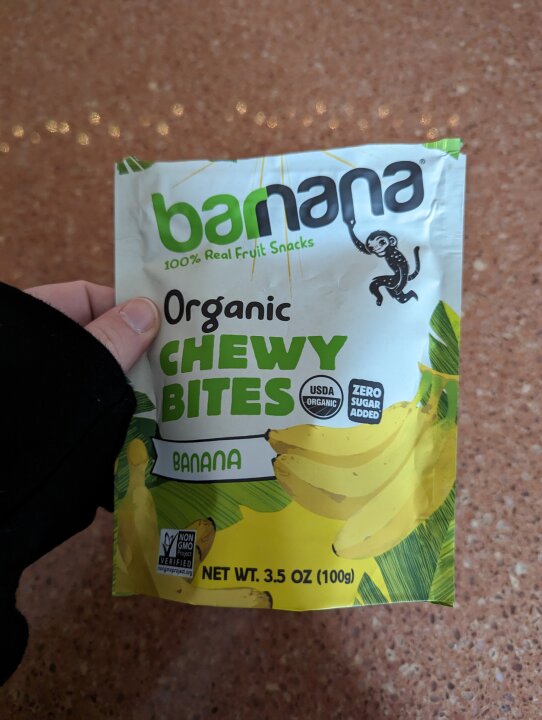 barnana®
100% Real Fruit Snacks
Organic
CHEWY
BITES
USDA
ORGANIC
ZERO
SUGAR
ADDED
BANANA
NON
GMO
Project
VERIFIED
nongmoproject.org
NET WT. 3.5 OZ (100g)